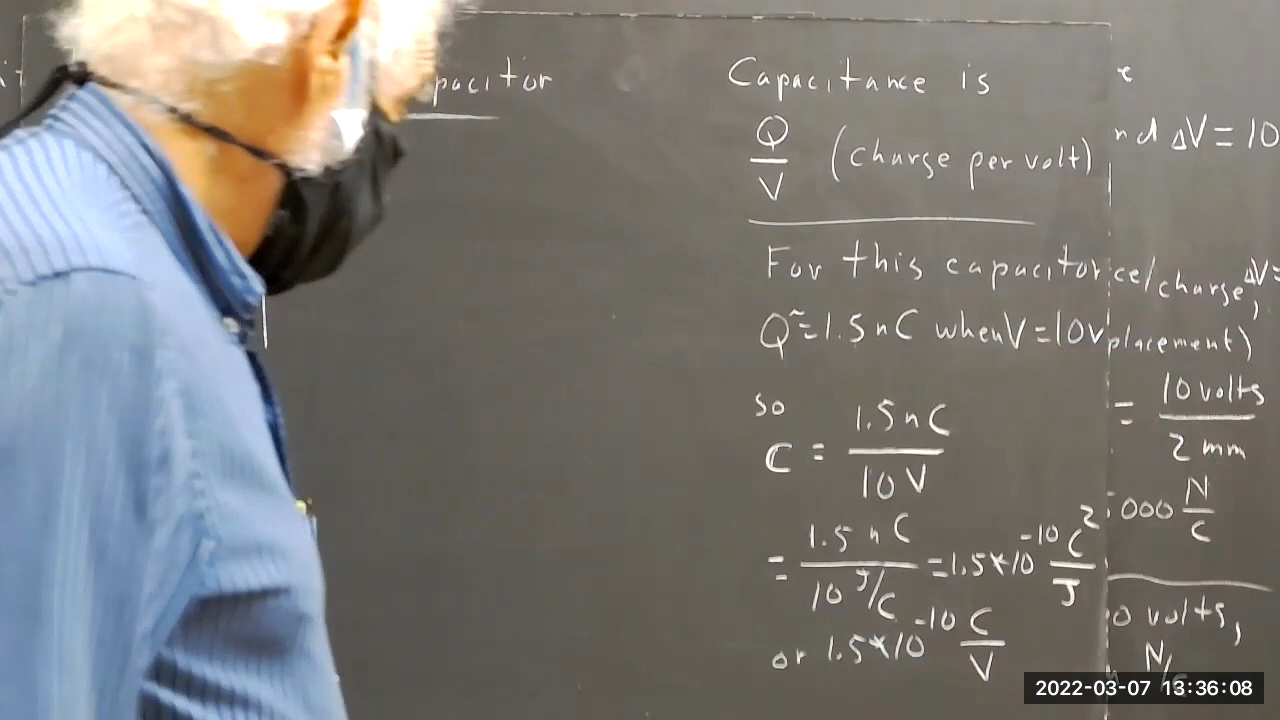 pacitor
Capacitance is
Q/V (charge per volt)
For this capacitor
Q ≈ 1.5 nC when V = 10v
so
C = 1.5 nC / 10 V
= 1.5 nC / 10 J/C = 1.5*10^-10 C^2/J
or 1.5*10^-10 C/V
e
nd ΔV = 10
ce/charge, ΔV=
placement)
= 10 volts / 2 mm
000 N/C
0 volts,
N/
2022-03-07 13:36:08